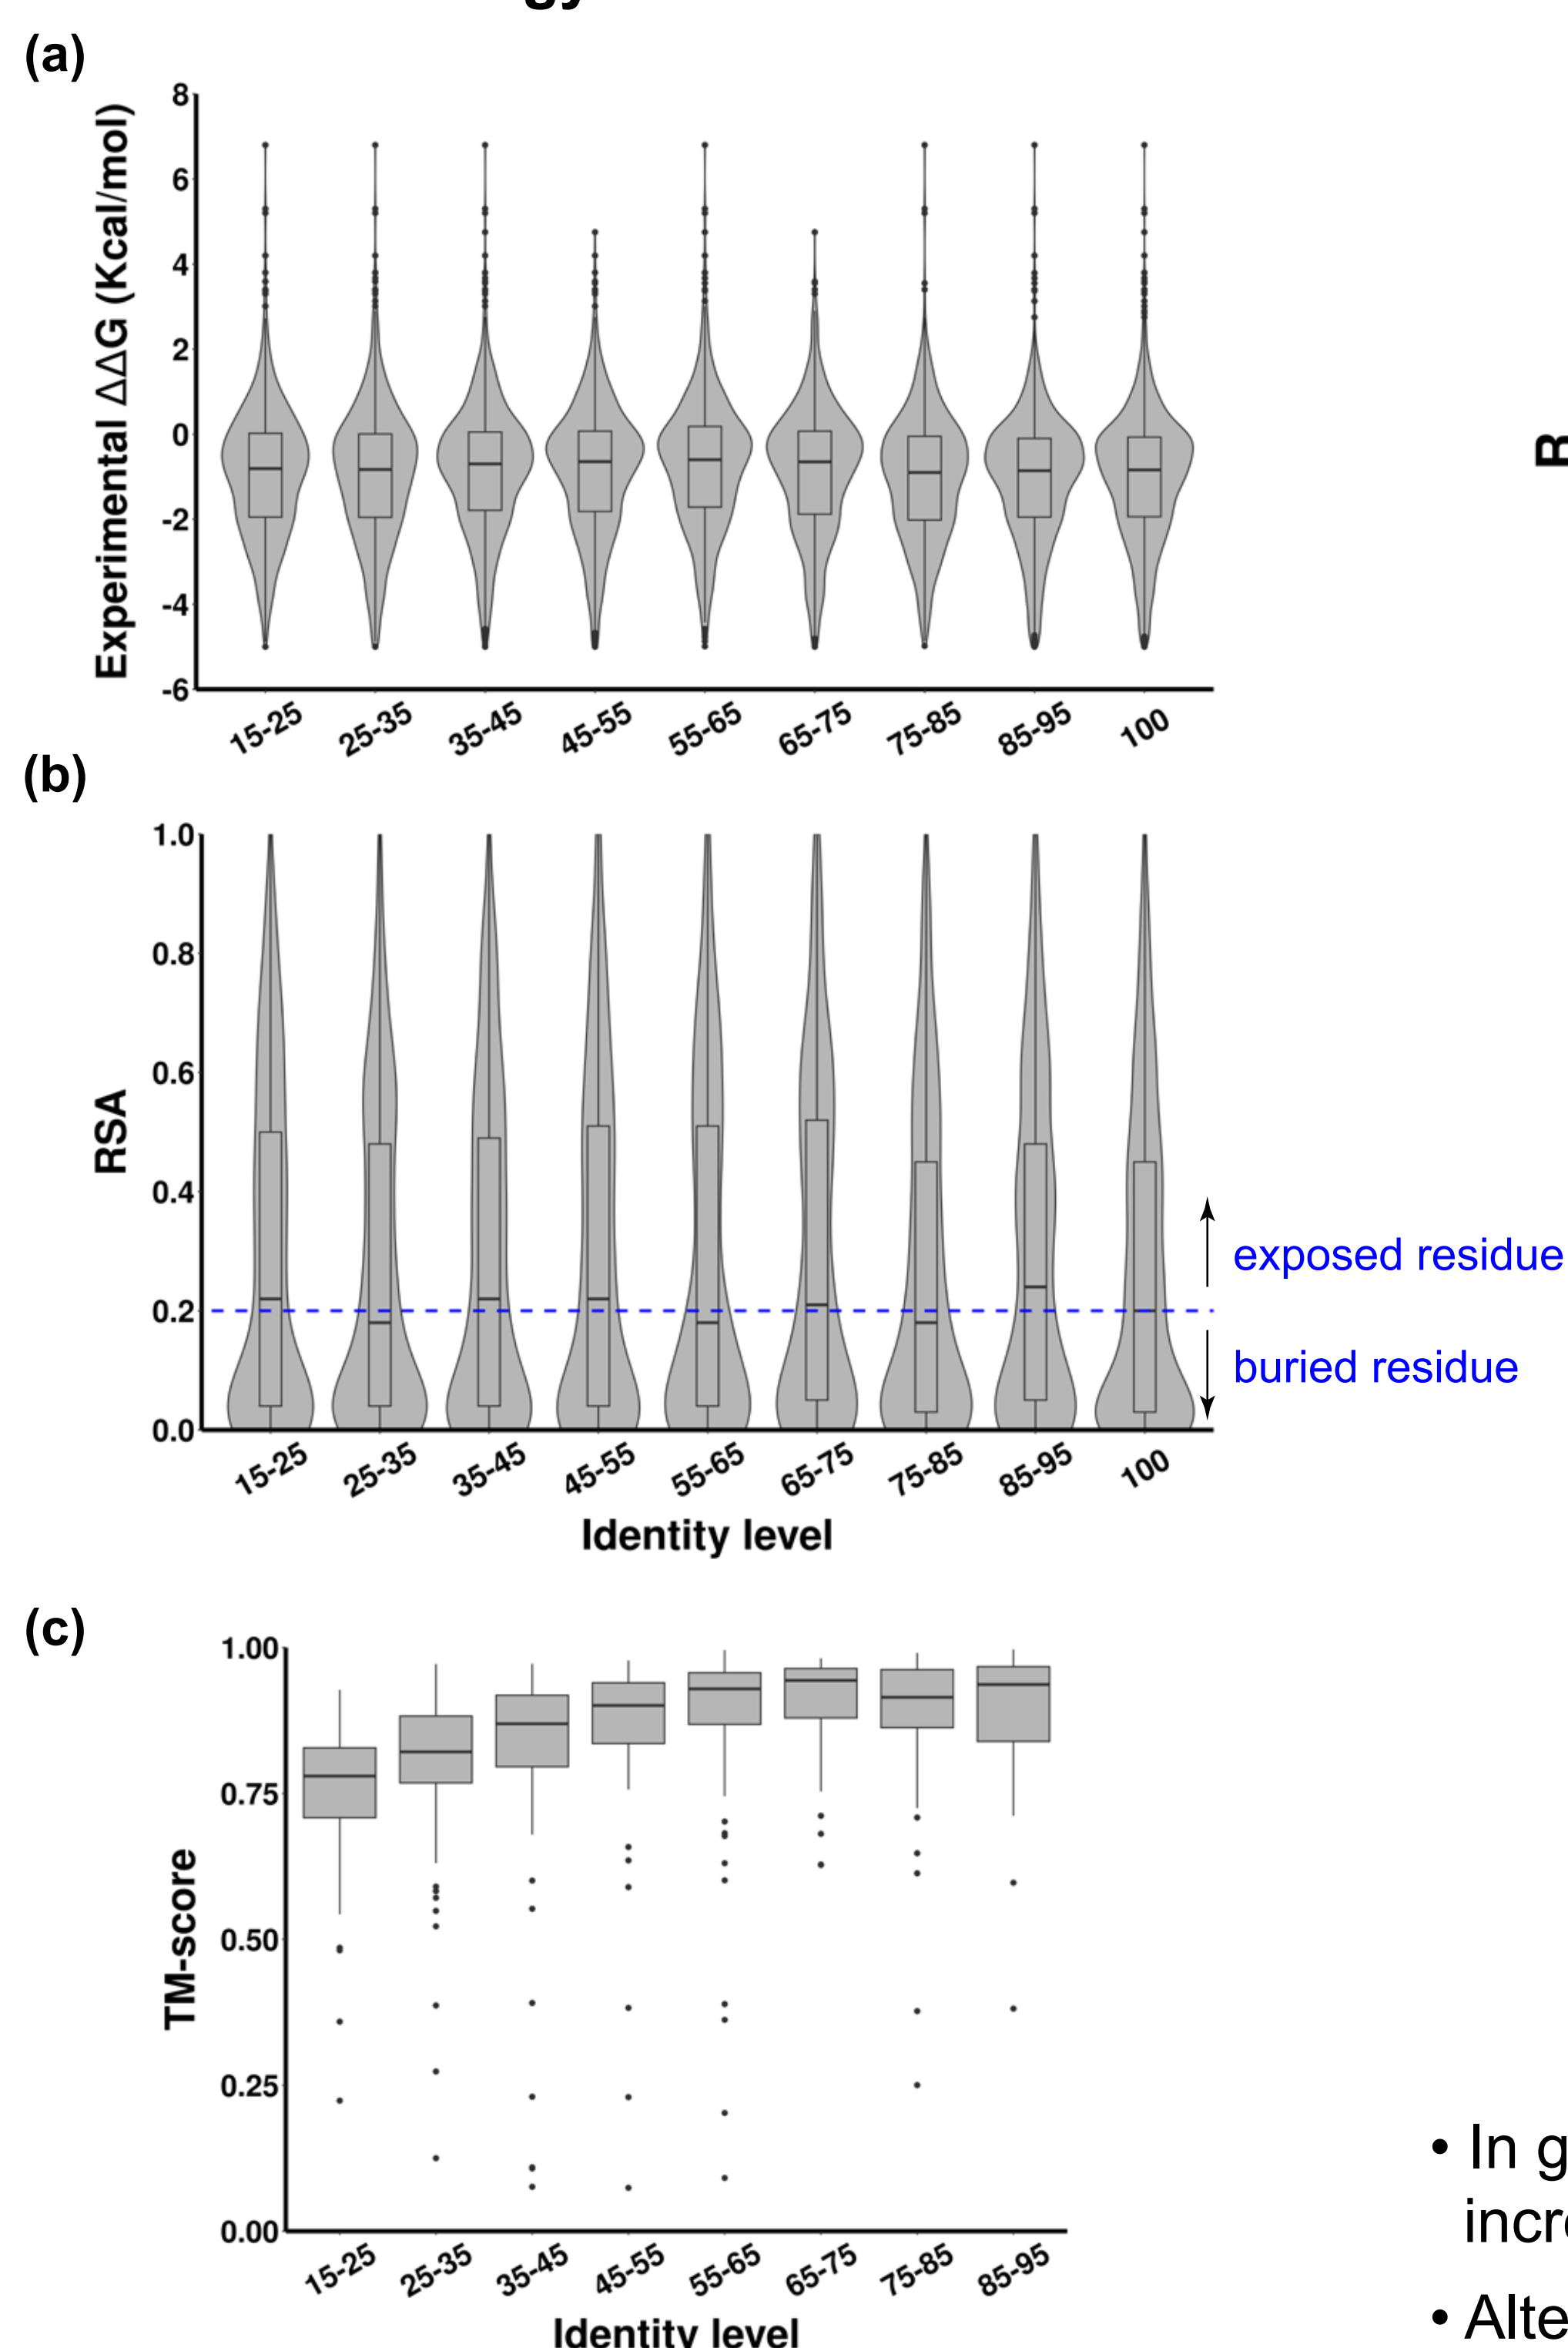 (a)
Experimental ΔΔG (Kcal/mol)
8
6
4
2
0
-2
-4
-6
15-25 25-35 35-45 45-55 55-65 65-75 75-85 85-95 100
(b)
RSA
1.0
0.8
0.6
0.4
0.2
0.0
exposed residue
buried residue
15-25 25-35 35-45 45-55 55-65 65-75 75-85 85-95 100
Identity level
(c)
TM-score
1.00
0.75
0.50
0.25
0.00
15-25 25-35 35-45 45-55 55-65 65-75 75-85 85-95
Identity level
• In
•